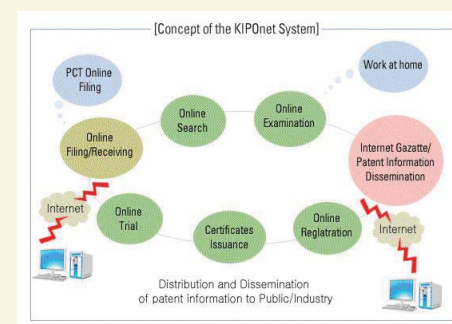 [Concept of the KIPOnet System]
PCT Online
Filing
Work at home
Online
Search
Online
Examination
Online
Filing/Receiving
Internet Gazatte/
Patent Information
Dissemination
Internet
Online
Trial
Certificates
Issuance
Online
Reglatration
Internet
Distribution and Dissemination
of patent information to Public/Industry